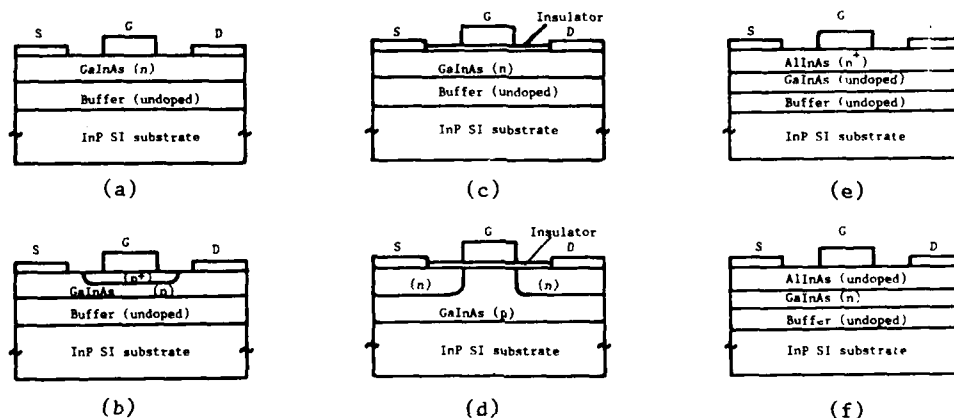 S G D
GaInAs (n)
Buffer (undoped)
InP SI substrate
(a)
Insulator
S G D
GaInAs (n)
Buffer (undoped)
InP SI substrate
(c)
S G D
AlInAs (n+)
GaInAs (undoped)
Buffer (undoped)
InP SI substrate
(e)
S G D
GaInAs
Buffer (undoped)
InP SI substrate
(b)
Insulator
S G D
(n) (n)
GaInAs (p)
InP SI substrate
(d)
S G D
AlInAs (undoped)
GaInAs (n)
Buffer (undoped)
InP SI substrate
(f)